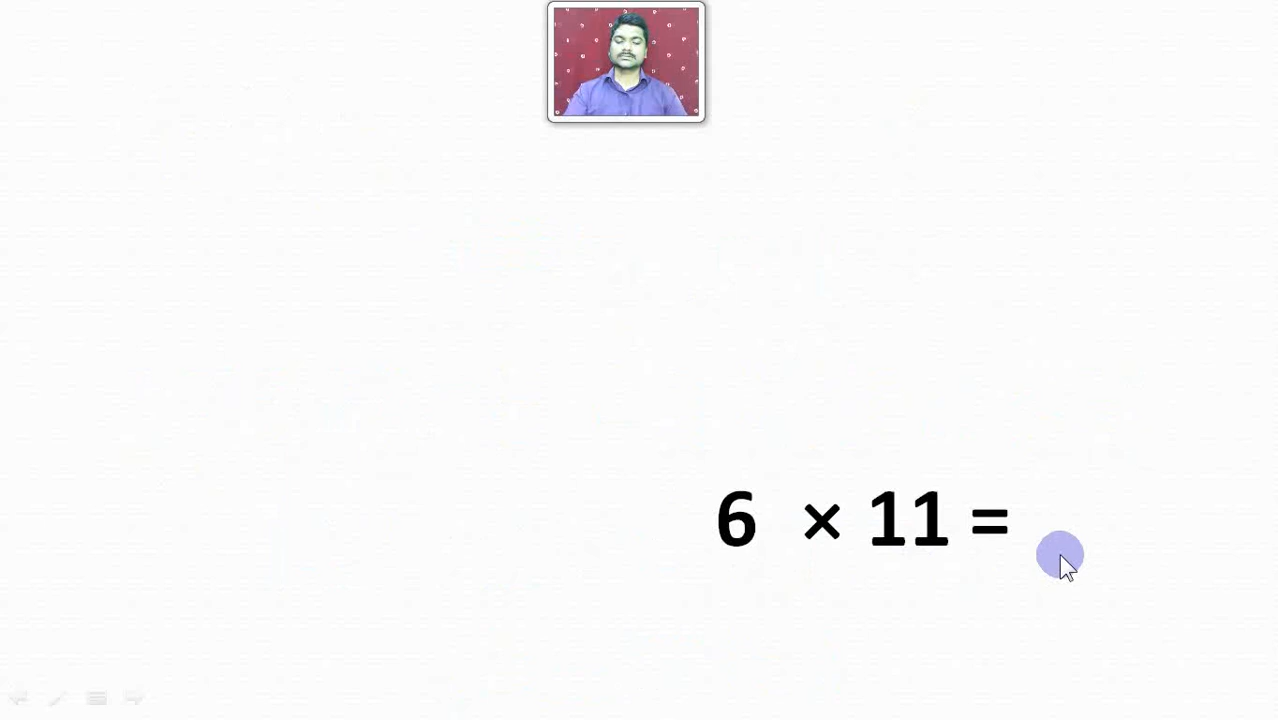 6 × 11 =